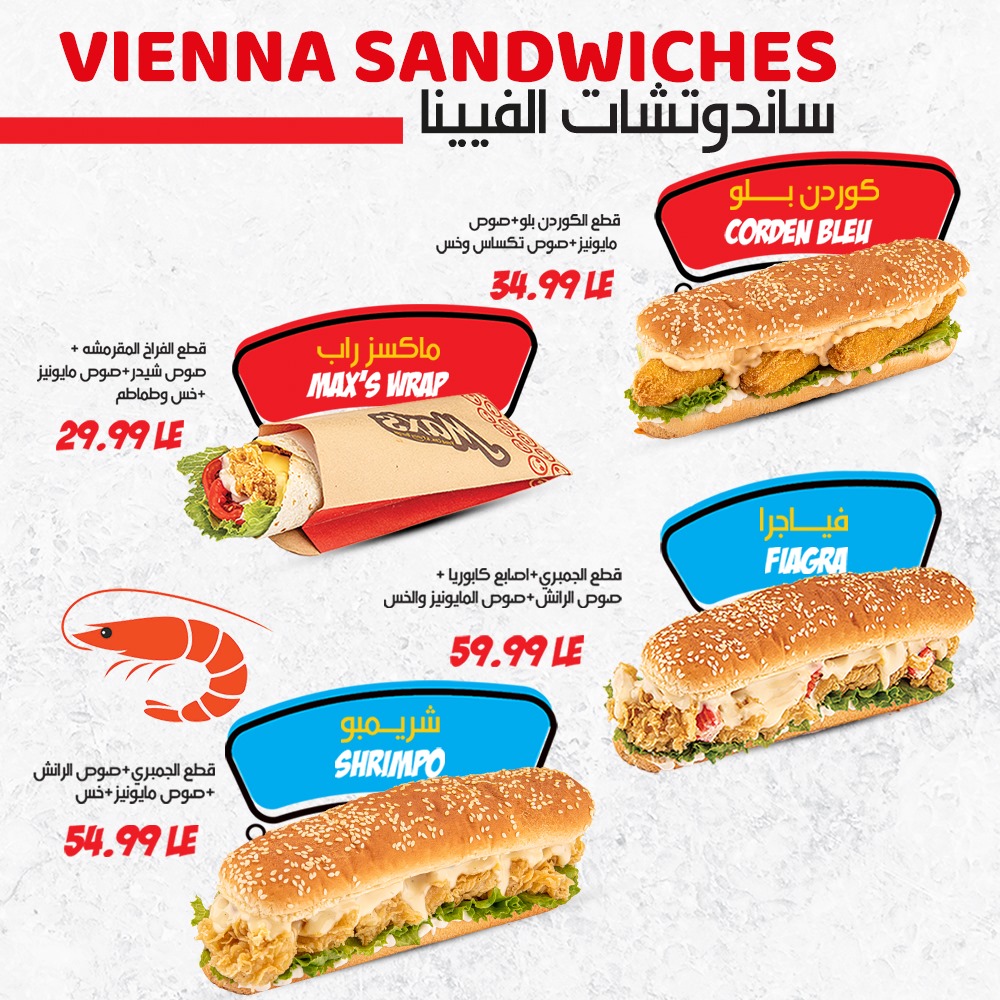 VIENNA SANDWICHES
ساندوتشات الفيينا
كوردن بلو
CORDEN BLEU
قطع الكوردن بلو+صوص
مايونيز+صوص تكساس وخس
34.99 LE
ماكسز راب
MAX'S WRAP
قطع الفراخ المقرمشه +
صوص شيدر+صوص مايونيز
+خس وطماطم
29.99 LE
Max's
فياجرا
FIAGRA
قطع الجمبري+اصابع كابوريا +
صوص الرانش+صوص المايونيز والخس
59.99 LE
شريمبو
SHRIMPO
قطع الجمبري+صوص الرانش
+صوص مايونيز+خس
54.99 LE